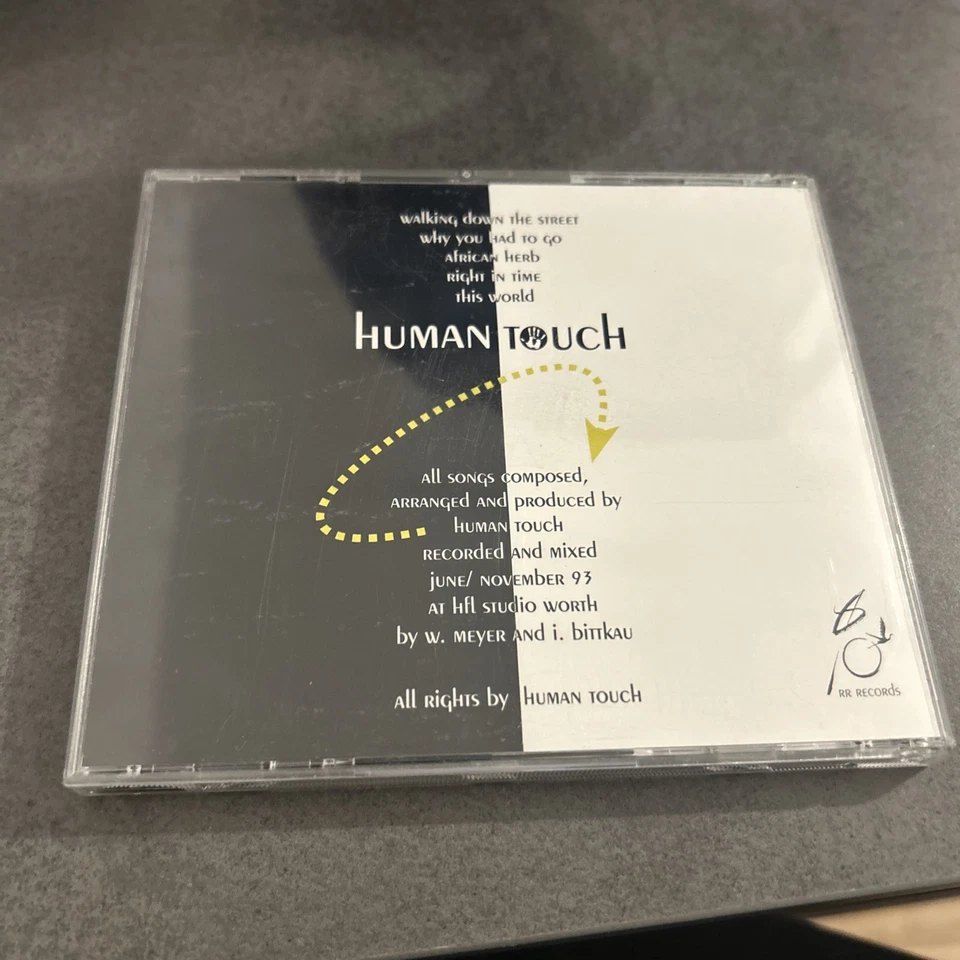 walking down the street
why you had to go
african herb
right in time
this world
human touch
all songs composed,
arranged and produced by
human touch
recorded and mixed
june/ november 93
at hfl studio worth
by w. meyer and i. bittkau
all rights by human touch
RR Records